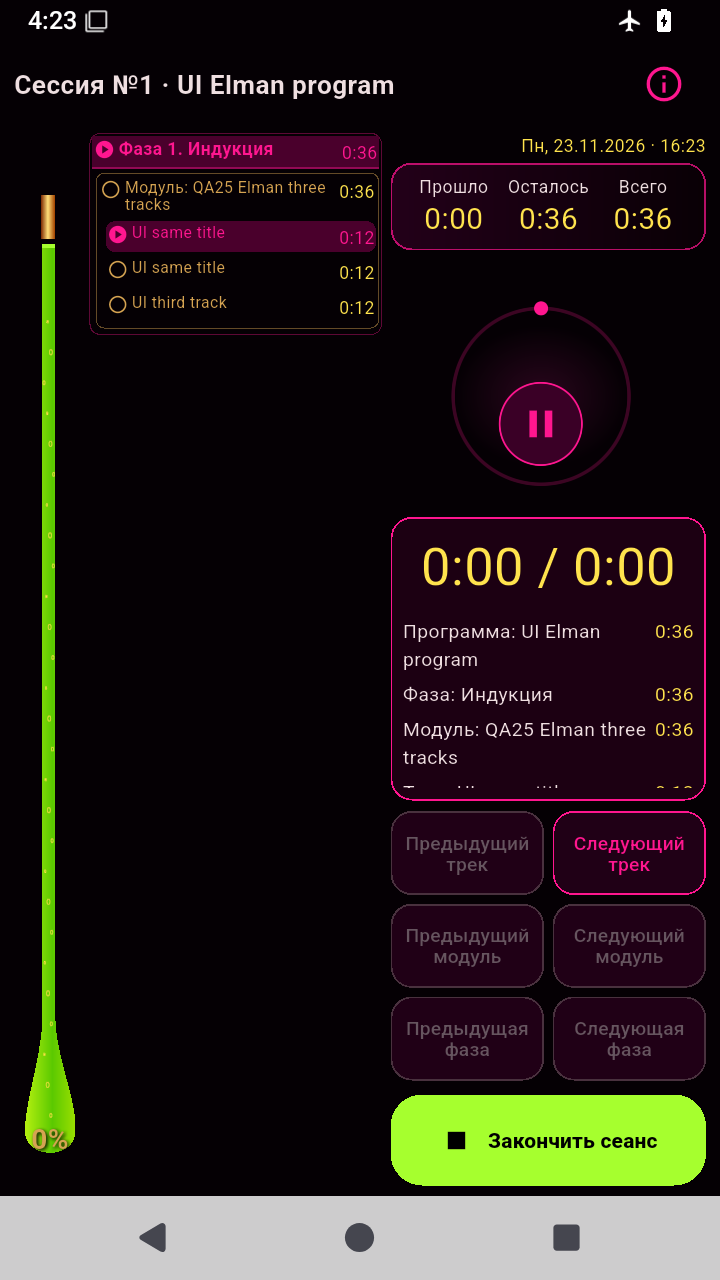 4:23
Сессия №1 · UI Elman program
Фаза 1. Индукция 0:36
Модуль: QA25 Elman three tracks 0:36
UI same title 0:12
UI same title 0:12
UI third track 0:12
Пн, 23.11.2026 · 16:23
Прошло Осталось Всего
0:00 0:36 0:36
0:00 / 0:00
Программа: UI Elman 0:36
program
Фаза: Индукция 0:36
Модуль: QA25 Elman three 0:36
tracks
Предыдущий
трек
Следующий
трек
Предыдущий
модуль
Следующий
модуль
Предыдущая
фаза
Следующая
фаза
Закончить сеанс
0%